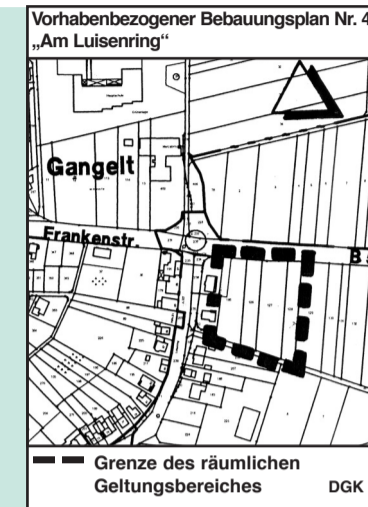 Vorhabenbezogener Bebauungsplan Nr. 4
„Am Luisenring“
Gangelt
Frankenstr.
B
Grenze des räumlichen
Geltungsbereiches DGK